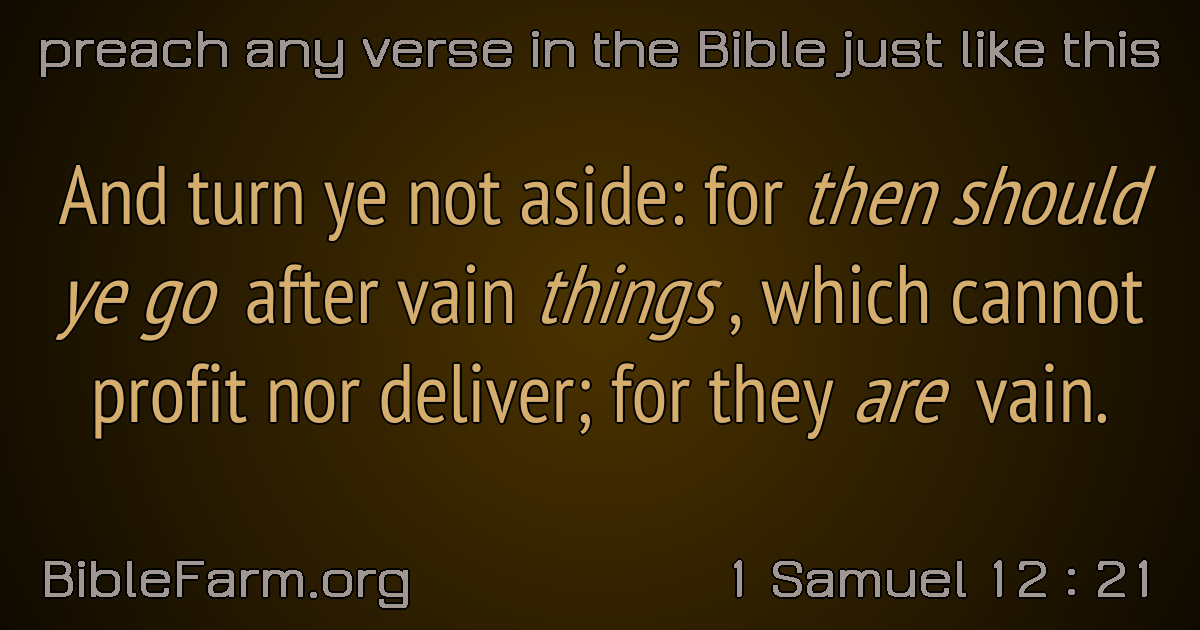 preach any verse in the Bible just like this
And turn ye not aside: for then should
ye go after vain things, which cannot
profit nor deliver; for they are vain.
BibleFarm.org
1 Samuel 12 : 21